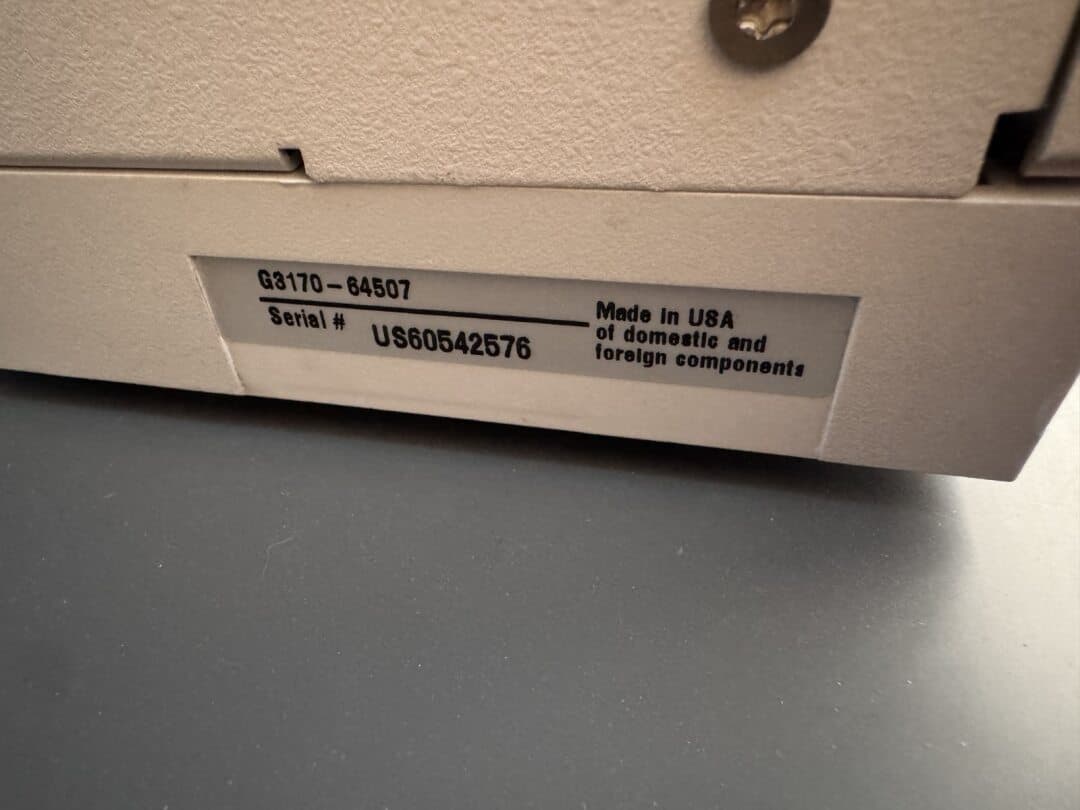 G3170-64507
Serial # US60542576
Made in USA
of domestic and
foreign components